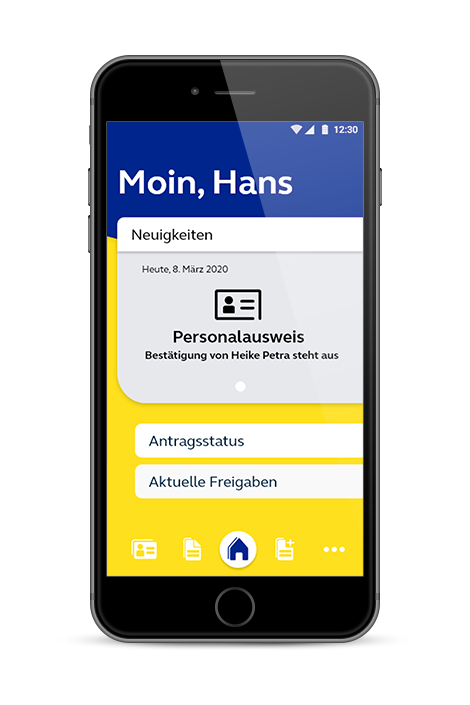 12:30
Moin, Hans
Neuigkeiten
Heute, 8. März 2020
Personalausweis
Bestätigung von Heike Petra steht aus
Antragsstatus
Aktuelle Freigaben